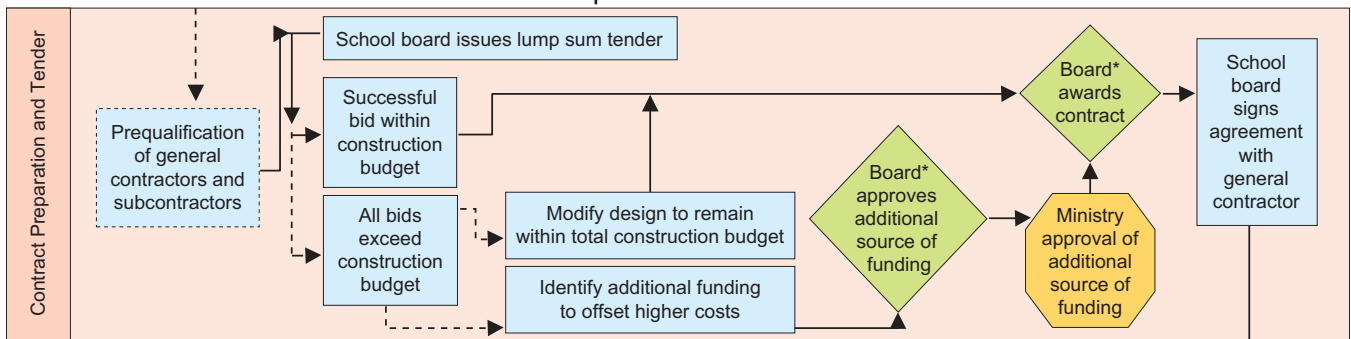 Contract Preparation and Tender
Prequalification
of general
contractors and
subcontractors
School board issues lump sum tender
Successful
bid within
construction
budget
All bids
exceed
construction
budget
Modify design to remain
within total construction budget
Identify additional funding
to offset higher costs
Board*
approves
additional
source of
funding
Board*
awards
contract
Ministry
approval of
additional
source of
funding
School
board
signs
agreement
with
general
contractor